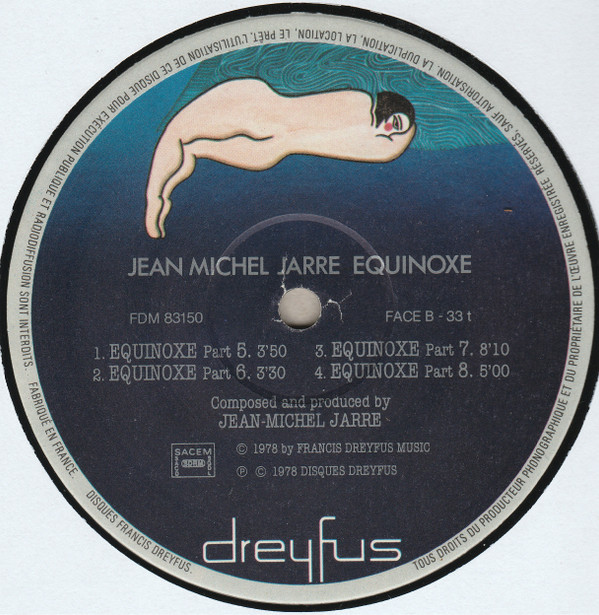 TOUS DROITS DU PRODUCTEUR PHONOGRAPHIQUE ET DU PROPRIÉTAIRE DE L'ŒUVRE ENREGISTRÉE RÉSERVÉS. SAUF AUTORISATION, LA DUPLICATION, LA LOCATION, LE PRÊT, L'UTILISATION DE CE DISQUE POUR EXÉCUTION PUBLIQUE ET RADIODIFFUSION SONT INTERDITS. FABRIQUÉ EN FRANCE. DISQUES FRANCIS DREYFUS.
JEAN MICHEL JARRE EQUINOXE
FDM 83150 FACE B - 33 t
1. EQUINOXE Part 5. 3'50 3. EQUINOXE Part 7. 8'10
2. EQUINOXE Part 6. 3'30 4. EQUINOXE Part 8. 5'00
Composed and produced by
JEAN-MICHEL JARRE
SACEM
© 1978 by FRANCIS DREYFUS MUSIC
℗ © 1978 DISQUES DREYFUS
dreyfus